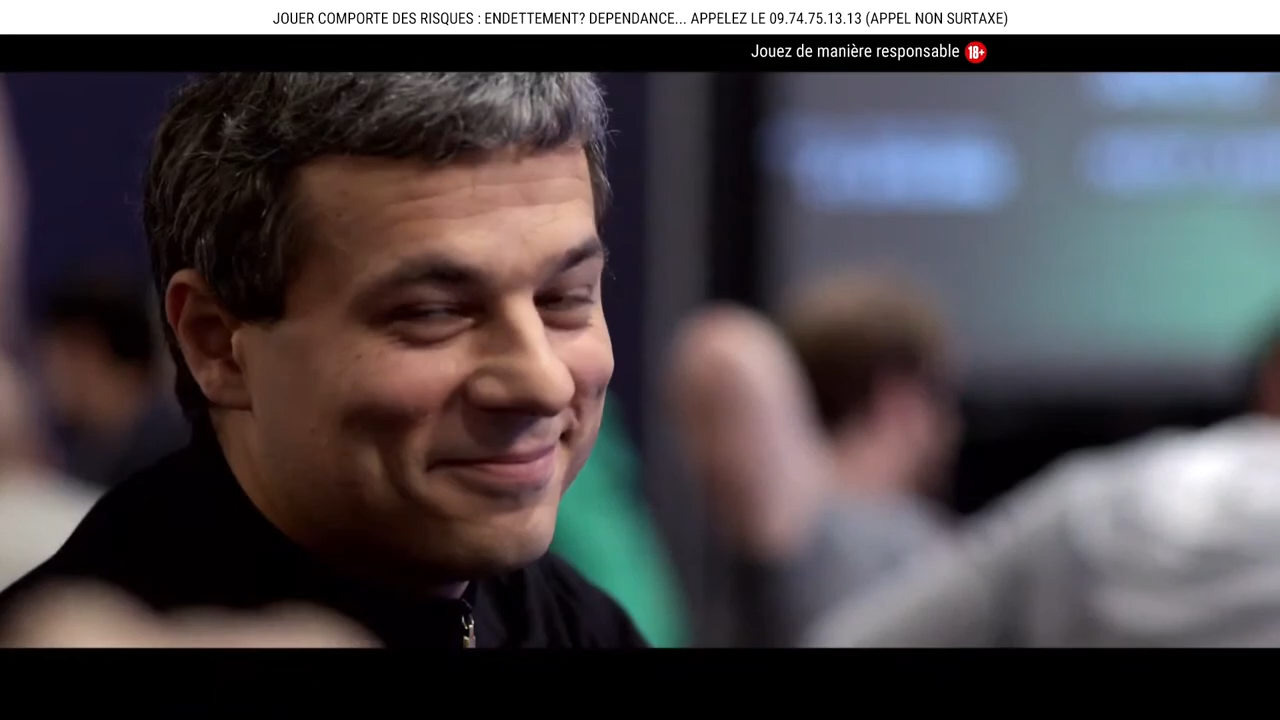 JOUER COMPORTE DES RISQUES : ENDETTEMENT? DEPENDANCE... APPELEZ LE 09.74.75.13.13 (APPEL NON SURTAXE)
Jouez de manière responsable 18+